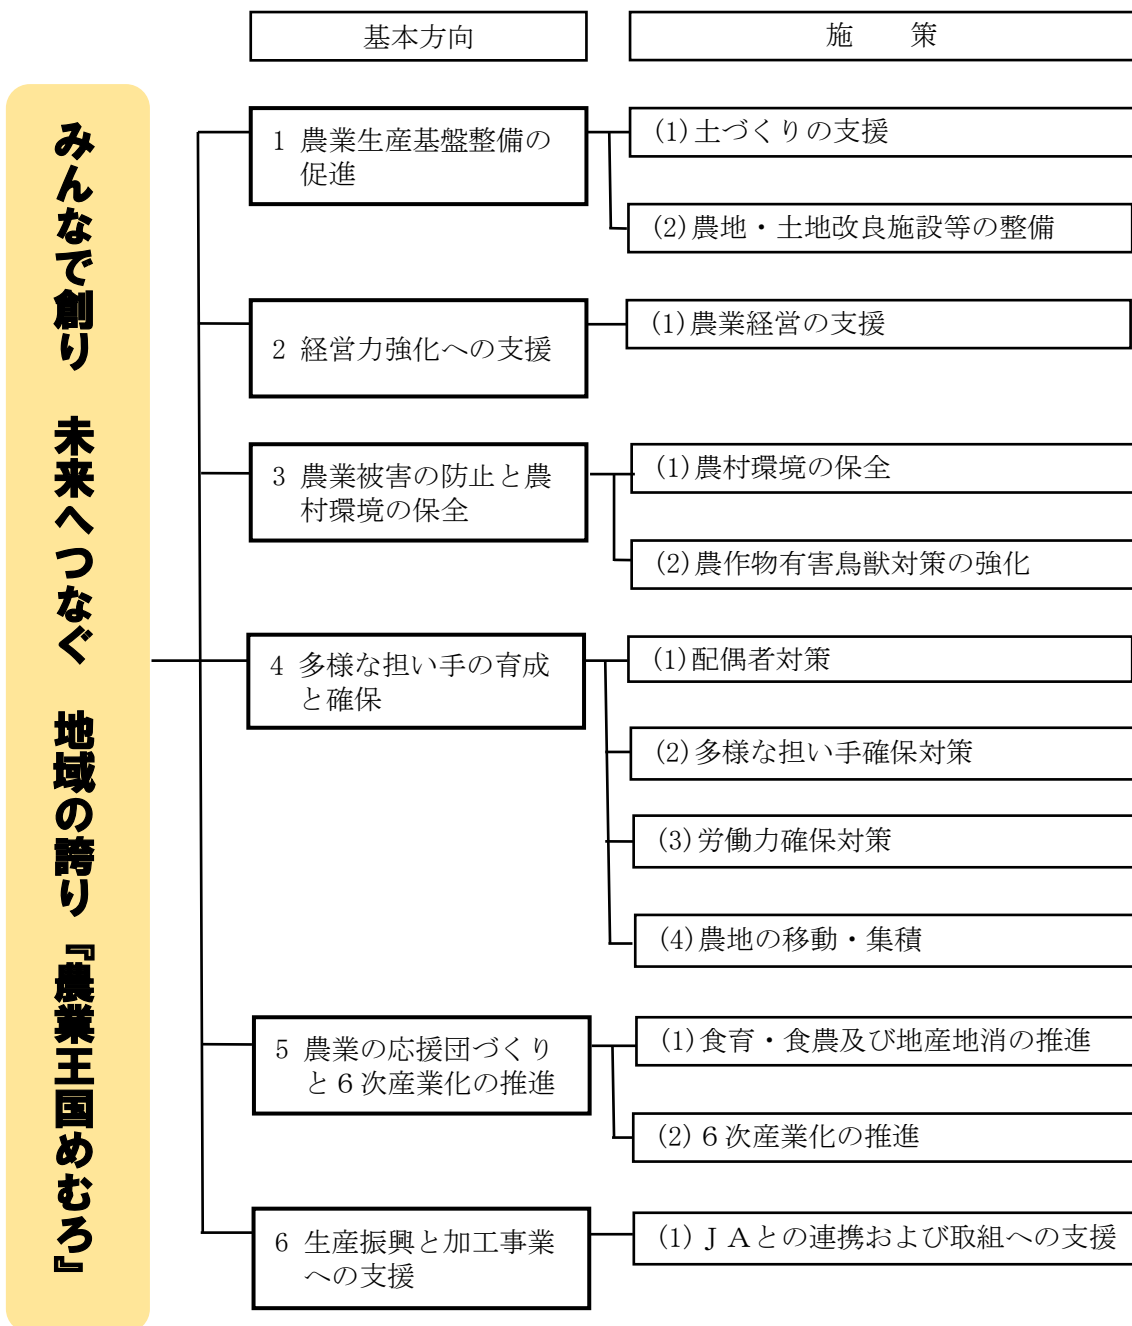 基本方向
施　　策
みんなで創り　未来へつなぐ　地域の誇り『農業王国めむろ』
1 農業生産基盤整備の
促進
(1)土づくりの支援
(2)農地・土地改良施設等の整備
2 経営力強化への支援
(1)農業経営の支援
3 農業被害の防止と農
村環境の保全
(1)農村環境の保全
(2)農作物有害鳥獣対策の強化
4 多様な担い手の育成
と確保
(1)配偶者対策
(2)多様な担い手確保対策
(3)労働力確保対策
(4)農地の移動・集積
5 農業の応援団づくり
と６次産業化の推進
(1)食育・食農及び地産地消の推進
(2)６次産業化の推進
6 生産振興と加工事業
への支援
(1)ＪＡとの連携および取組への支援